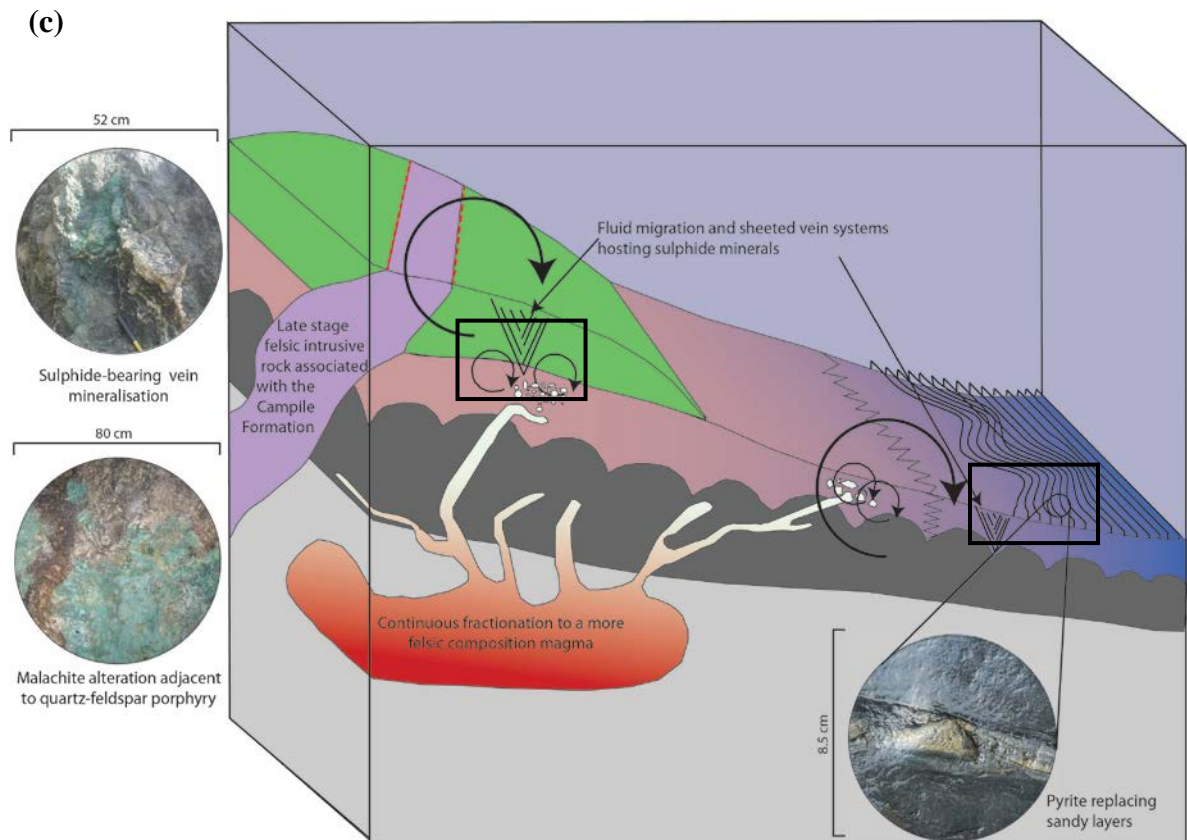 (c)
52 cm
Sulphide-bearing vein
mineralisation
80 cm
Malachite alteration adjacent
to quartz-feldspar porphyry
Late stage
felsic intrusive
rock associated
with the
Campile
Formation
Fluid migration and sheeted vein systems
hosting sulphide minerals
Continuous fractionation to a more
felsic composition magma
8.5 cm
Pyrite replacing
sandy layers